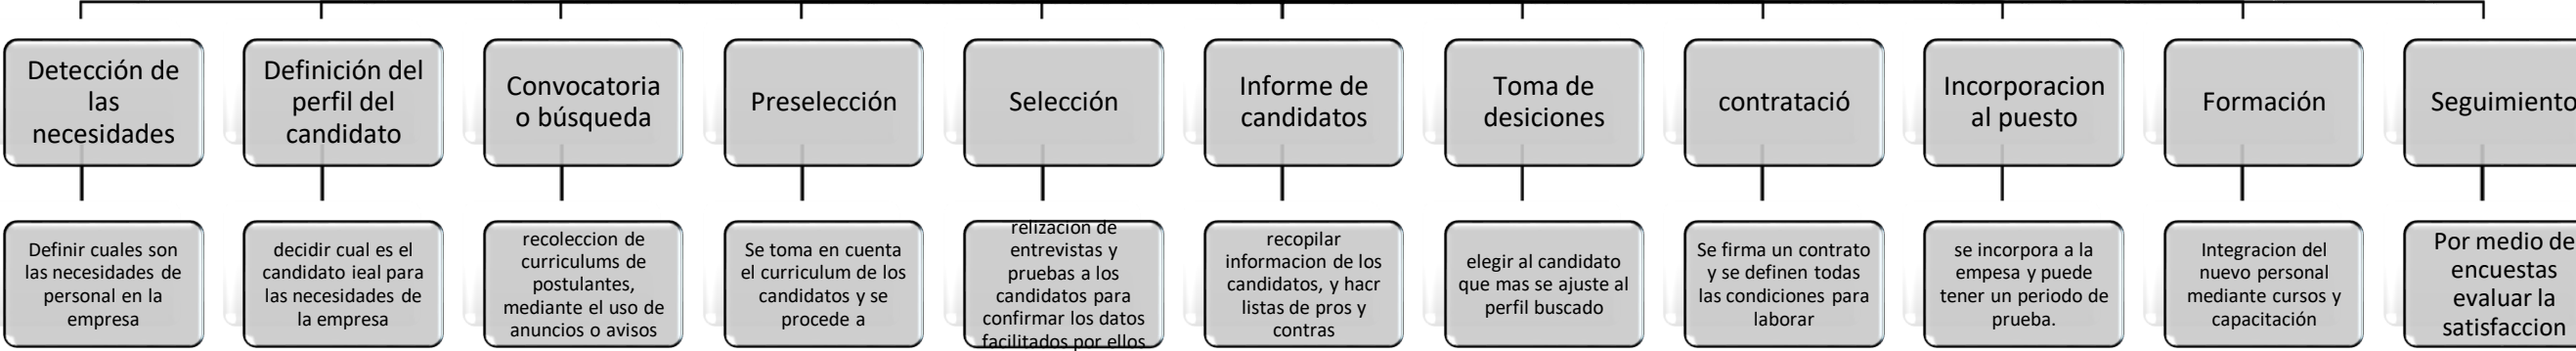 Detección de
las
necesidades
Definición del
perfil del
candidato
Convocatoria
o búsqueda
Preselección
Selección
Informe de
candidatos
Toma de
desiciones
contratació
Incorporacion
al puesto
Formación
Seguimiento
Definir cuales son
las necesidades de
personal en la
empresa
decidir cual es el
candidato ieal para
las necesidades de
la empresa
recoleccion de
curriculums de
postulantes,
mediante el uso de
anuncios o avisos
Se toma en cuenta
el curriculum de los
candidatos y se
procede a
relizacion de
entrevistas y
pruebas a los
candidatos para
confirmar los datos
facilitados por ellos
recopilar
informacion de los
candidatos, y hacr
listas de pros y
contras
elegir al candidato
que mas se ajuste al
perfil buscado
Se firma un contrato
y se definen todas
las condiciones para
laborar
se incorpora a la
empesa y puede
tener un periodo de
prueba.
Integracion del
nuevo personal
mediante cursos y
capacitación
Por medio de
encuestas
evaluar la
satisfaccion